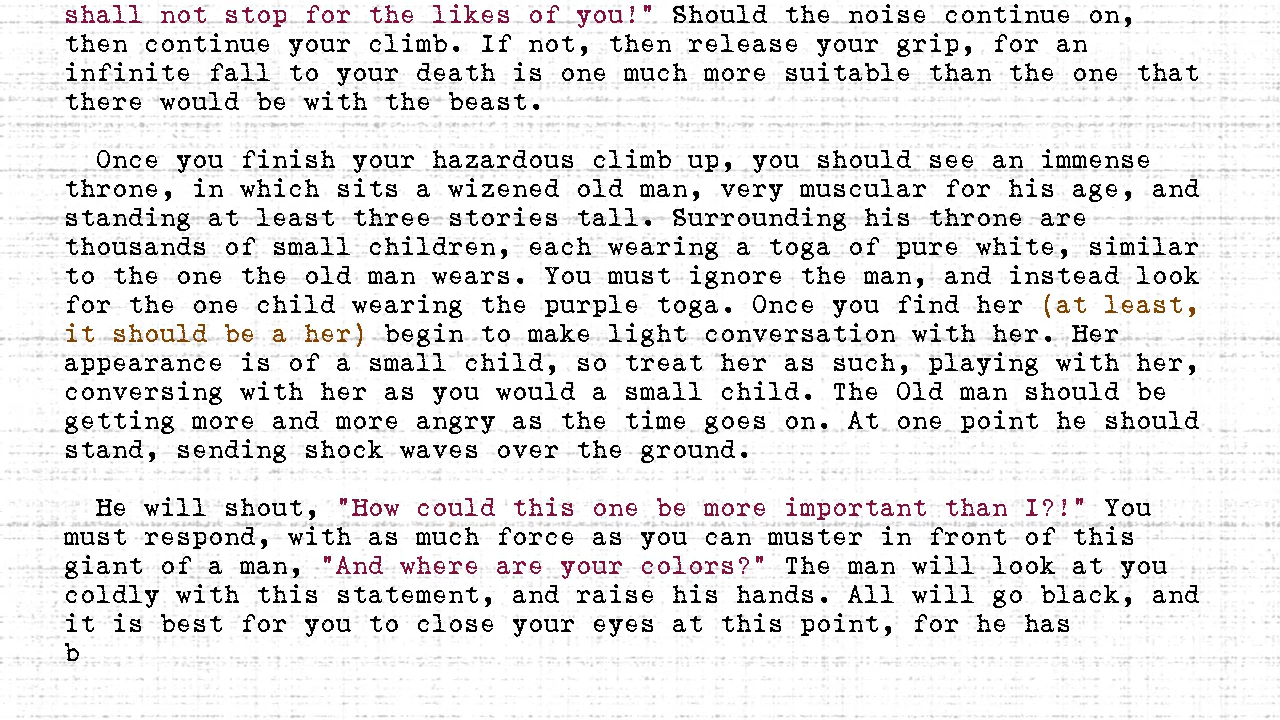 shall not stop for the likes of you!" Should the noise continue on,
then continue your climb. If not, then release your grip, for an
infinite fall to your death is one much more suitable than the one that
there would be with the beast.
Once you finish your hazardous climb up, you should see an immense
throne, in which sits a wizened old man, very muscular for his age, and
standing at least three stories tall. Surrounding his throne are
thousands of small children, each wearing a toga of pure white, similar
to the one the old man wears. You must ignore the man, and instead look
for the one child wearing the purple toga. Once you find her (at least,
it should be a her) begin to make light conversation with her. Her
appearance is of a small child, so treat her as such, playing with her,
conversing with her as you would a small child. The Old man should be
getting more and more angry as the time goes on. At one point he should
stand, sending shock waves over the ground.
He will shout, "How could this one be more important than I?!" You
must respond, with as much force as you can muster in front of this
giant of a man, "And where are your colors?" The man will look at you
coldly with this statement, and raise his hands. All will go black, and
it is best for you to close your eyes at this point, for he has
b